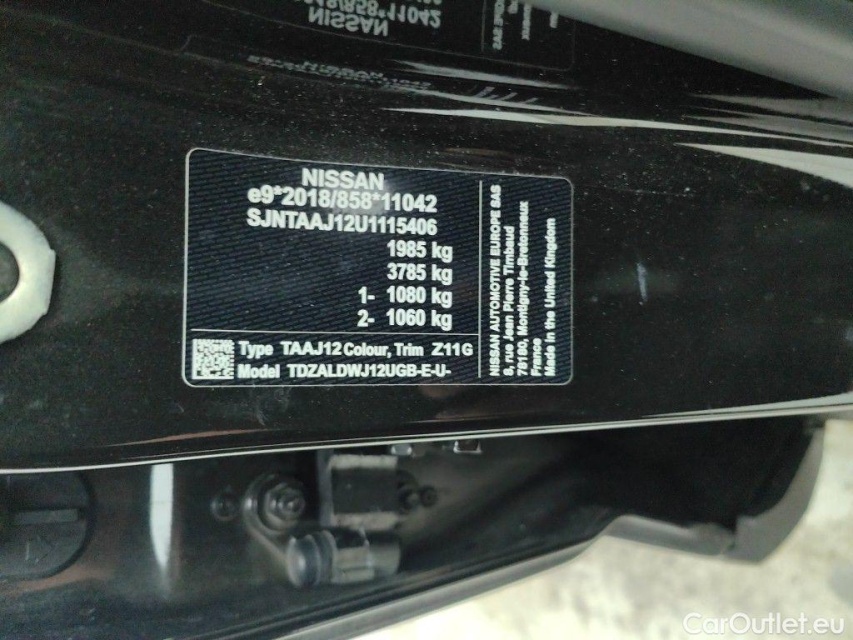 NISSAN
e9*2018/858*11042
SJNTAAJ12U1115406
1985 kg
3785 kg
1- 1080 kg
2- 1060 kg
Type TAAJ12 Colour, Trim Z11G
Model TDZALDWJ12UGB-E-U-
NISSAN AUTOMOTIVE EUROPE SAS
8, rue Jean Pierre Timbaud
78180, Montigny-le-Bretonneux
France
Made in the United Kingdom
CarOutlet.eu